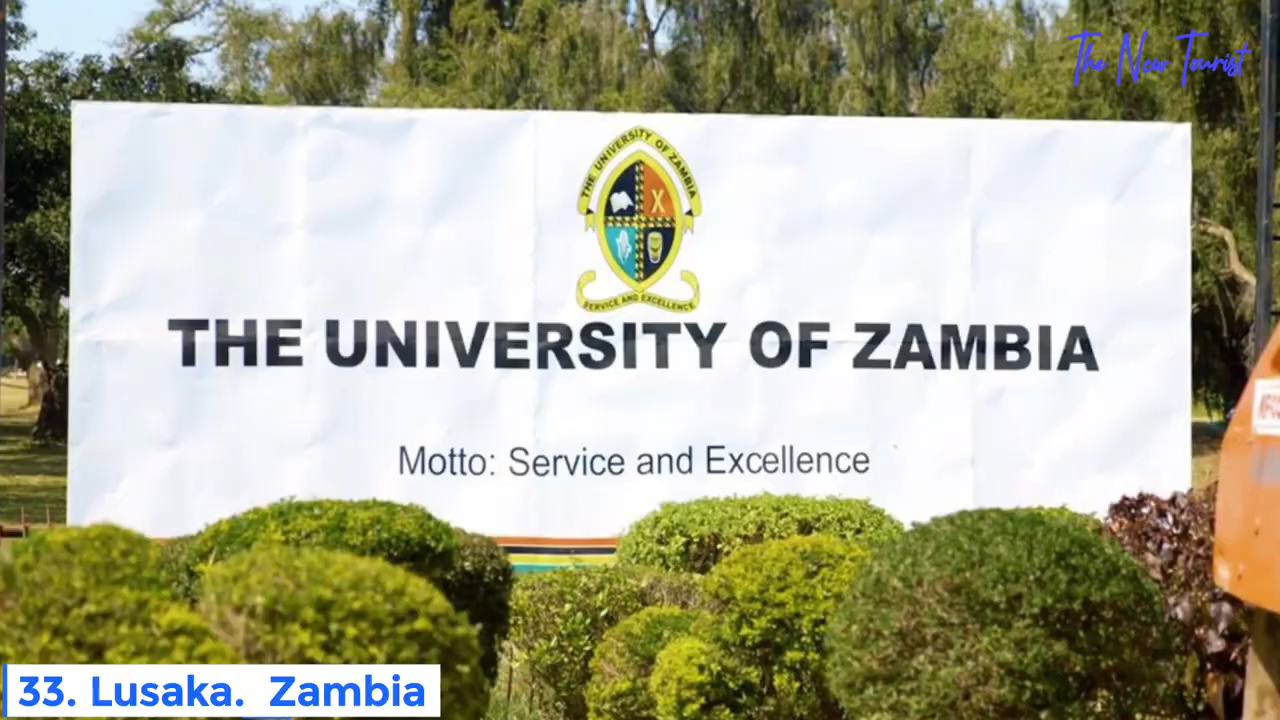 The New Tourist
THE UNIVERSITY OF ZAMBIA
SERVICE AND EXCELLENCE
THE UNIVERSITY OF ZAMBIA
Motto: Service and Excellence
33. Lusaka. Zambia